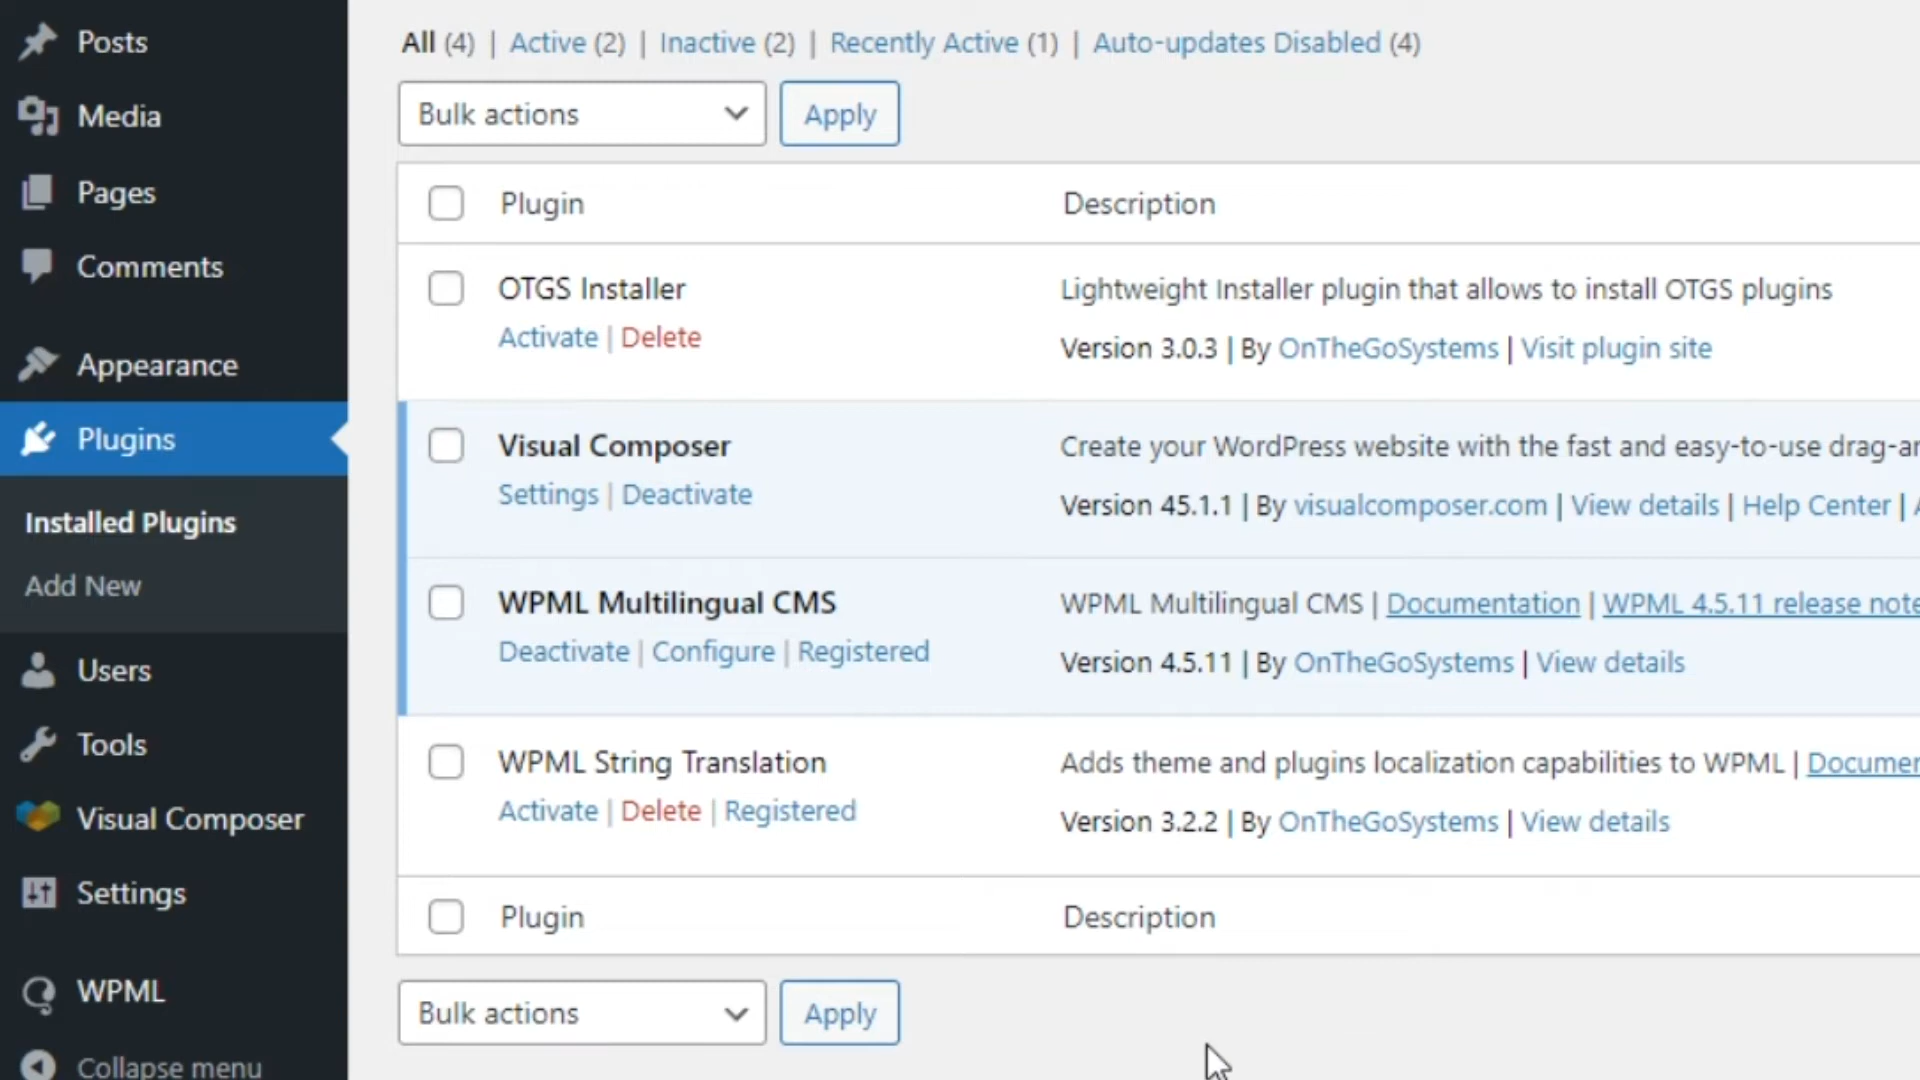 Posts
Media
Pages
Comments
Appearance
Plugins
Installed Plugins
Add New
Users
Tools
Visual Composer
Settings
WPML
Collapse menu
All (4) | Active (2) | Inactive (2) | Recently Active (1) | Auto-updates Disabled (4)
Bulk actions Apply
Plugin Description
OTGS Installer Lightweight Installer plugin that allows to install OTGS plugins
Activate | Delete Version 3.0.3 | By OnTheGoSystems | Visit plugin site
Visual Composer Create your WordPress website with the fast and easy-to-use
Settings | Deactivate Version 45.1.1 | By visualcomposer.com | View details | Help Center |
WPML Multilingual CMS WPML Multilingual CMS | Documentation | WPML 4.5.11 release
Deactivate | Configure | Registered Version 4.5.11 | By OnTheGoSystems | View details
WPML String Translation Adds theme and plugins localization capabilities to WPML |
Activate | Delete | Registered Version 3.2.2 | By OnTheGoSystems | View details
Plugin Description
Bulk actions Apply